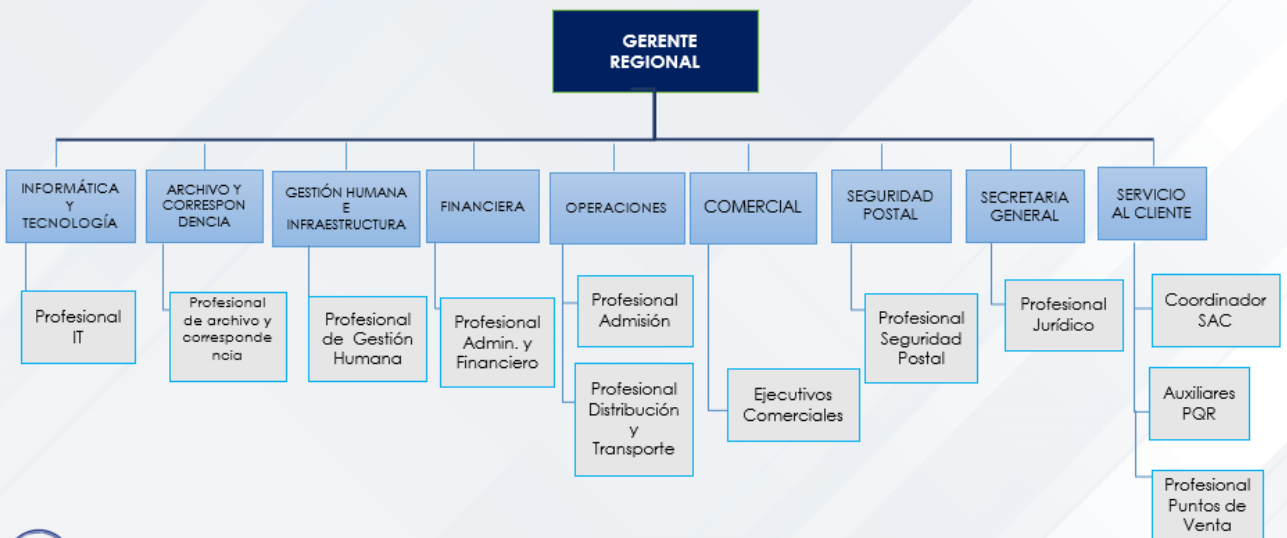 GERENTE
REGIONAL
INFORMÁTICA
Y
TECNOLOGÍA
ARCHIVO Y
CORRESPON
DENCIA
GESTIÓN HUMANA
E
INFRAESTRUCTURA
FINANCIERA
OPERACIONES
COMERCIAL
SEGURIDAD
POSTAL
SECRETARIA
GENERAL
SERVICIO
AL CLIENTE
Profesional
IT
Profesional
de archivo y
corresponde
ncia
Profesional
de Gestión
Humana
Profesional
Admin. y
Financiero
Profesional
Admisión
Profesional
Distribución
y
Transporte
Ejecutivos
Comerciales
Profesional
Seguridad
Postal
Profesional
Jurídico
Coordinador
SAC
Auxiliares
PQR
Profesional
Puntos de
Venta